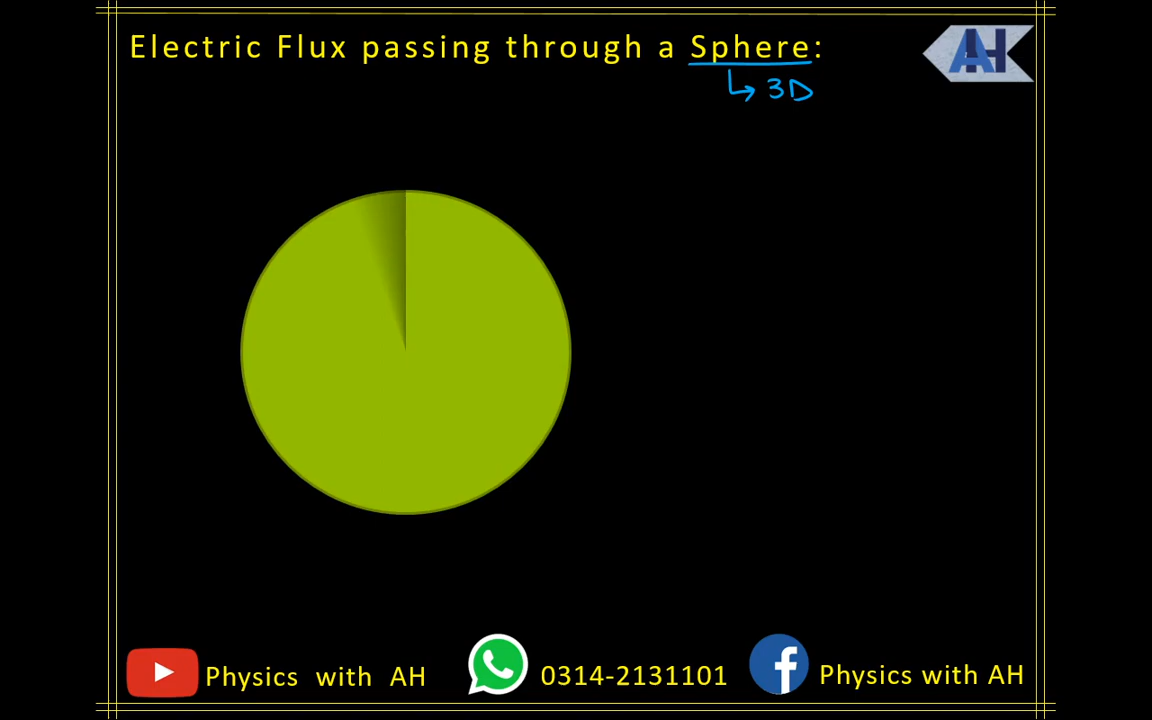 Electric Flux passing through a Sphere:
AH
↳ 3D
Physics with AH
0314-2131101
Physics with AH